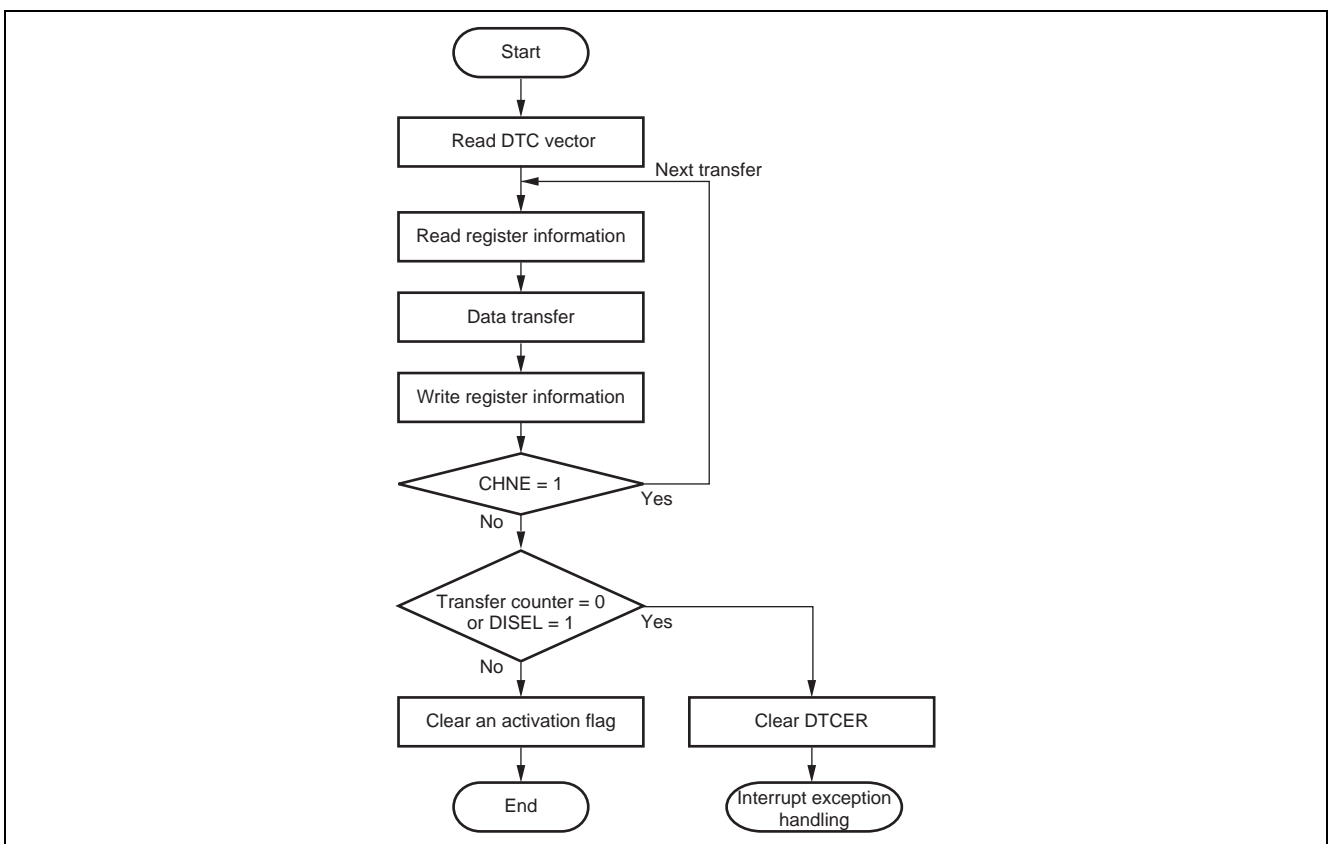 Start
Read DTC vector
Next transfer
Read register information
Data transfer
Write register information
CHNE = 1
Yes
No
Transfer counter = 0
or DISEL = 1
Yes
No
Clear an activation flag
Clear DTCER
End
Interrupt exception
handling